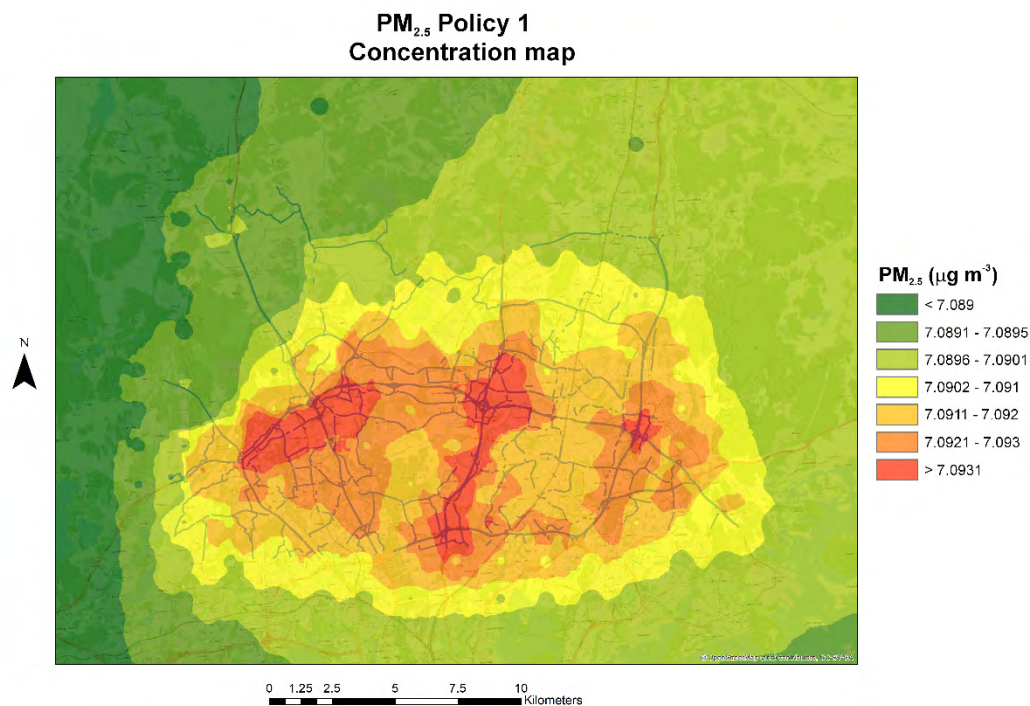 PM2.5 Policy 1
Concentration map
N
PM2.5 (µg m-3)
< 7.089
7.0891 - 7.0895
7.0896 - 7.0901
7.0902 - 7.091
7.0911 - 7.092
7.0921 - 7.093
> 7.0931
0 1.25 2.5 5 7.5 10
Kilometers